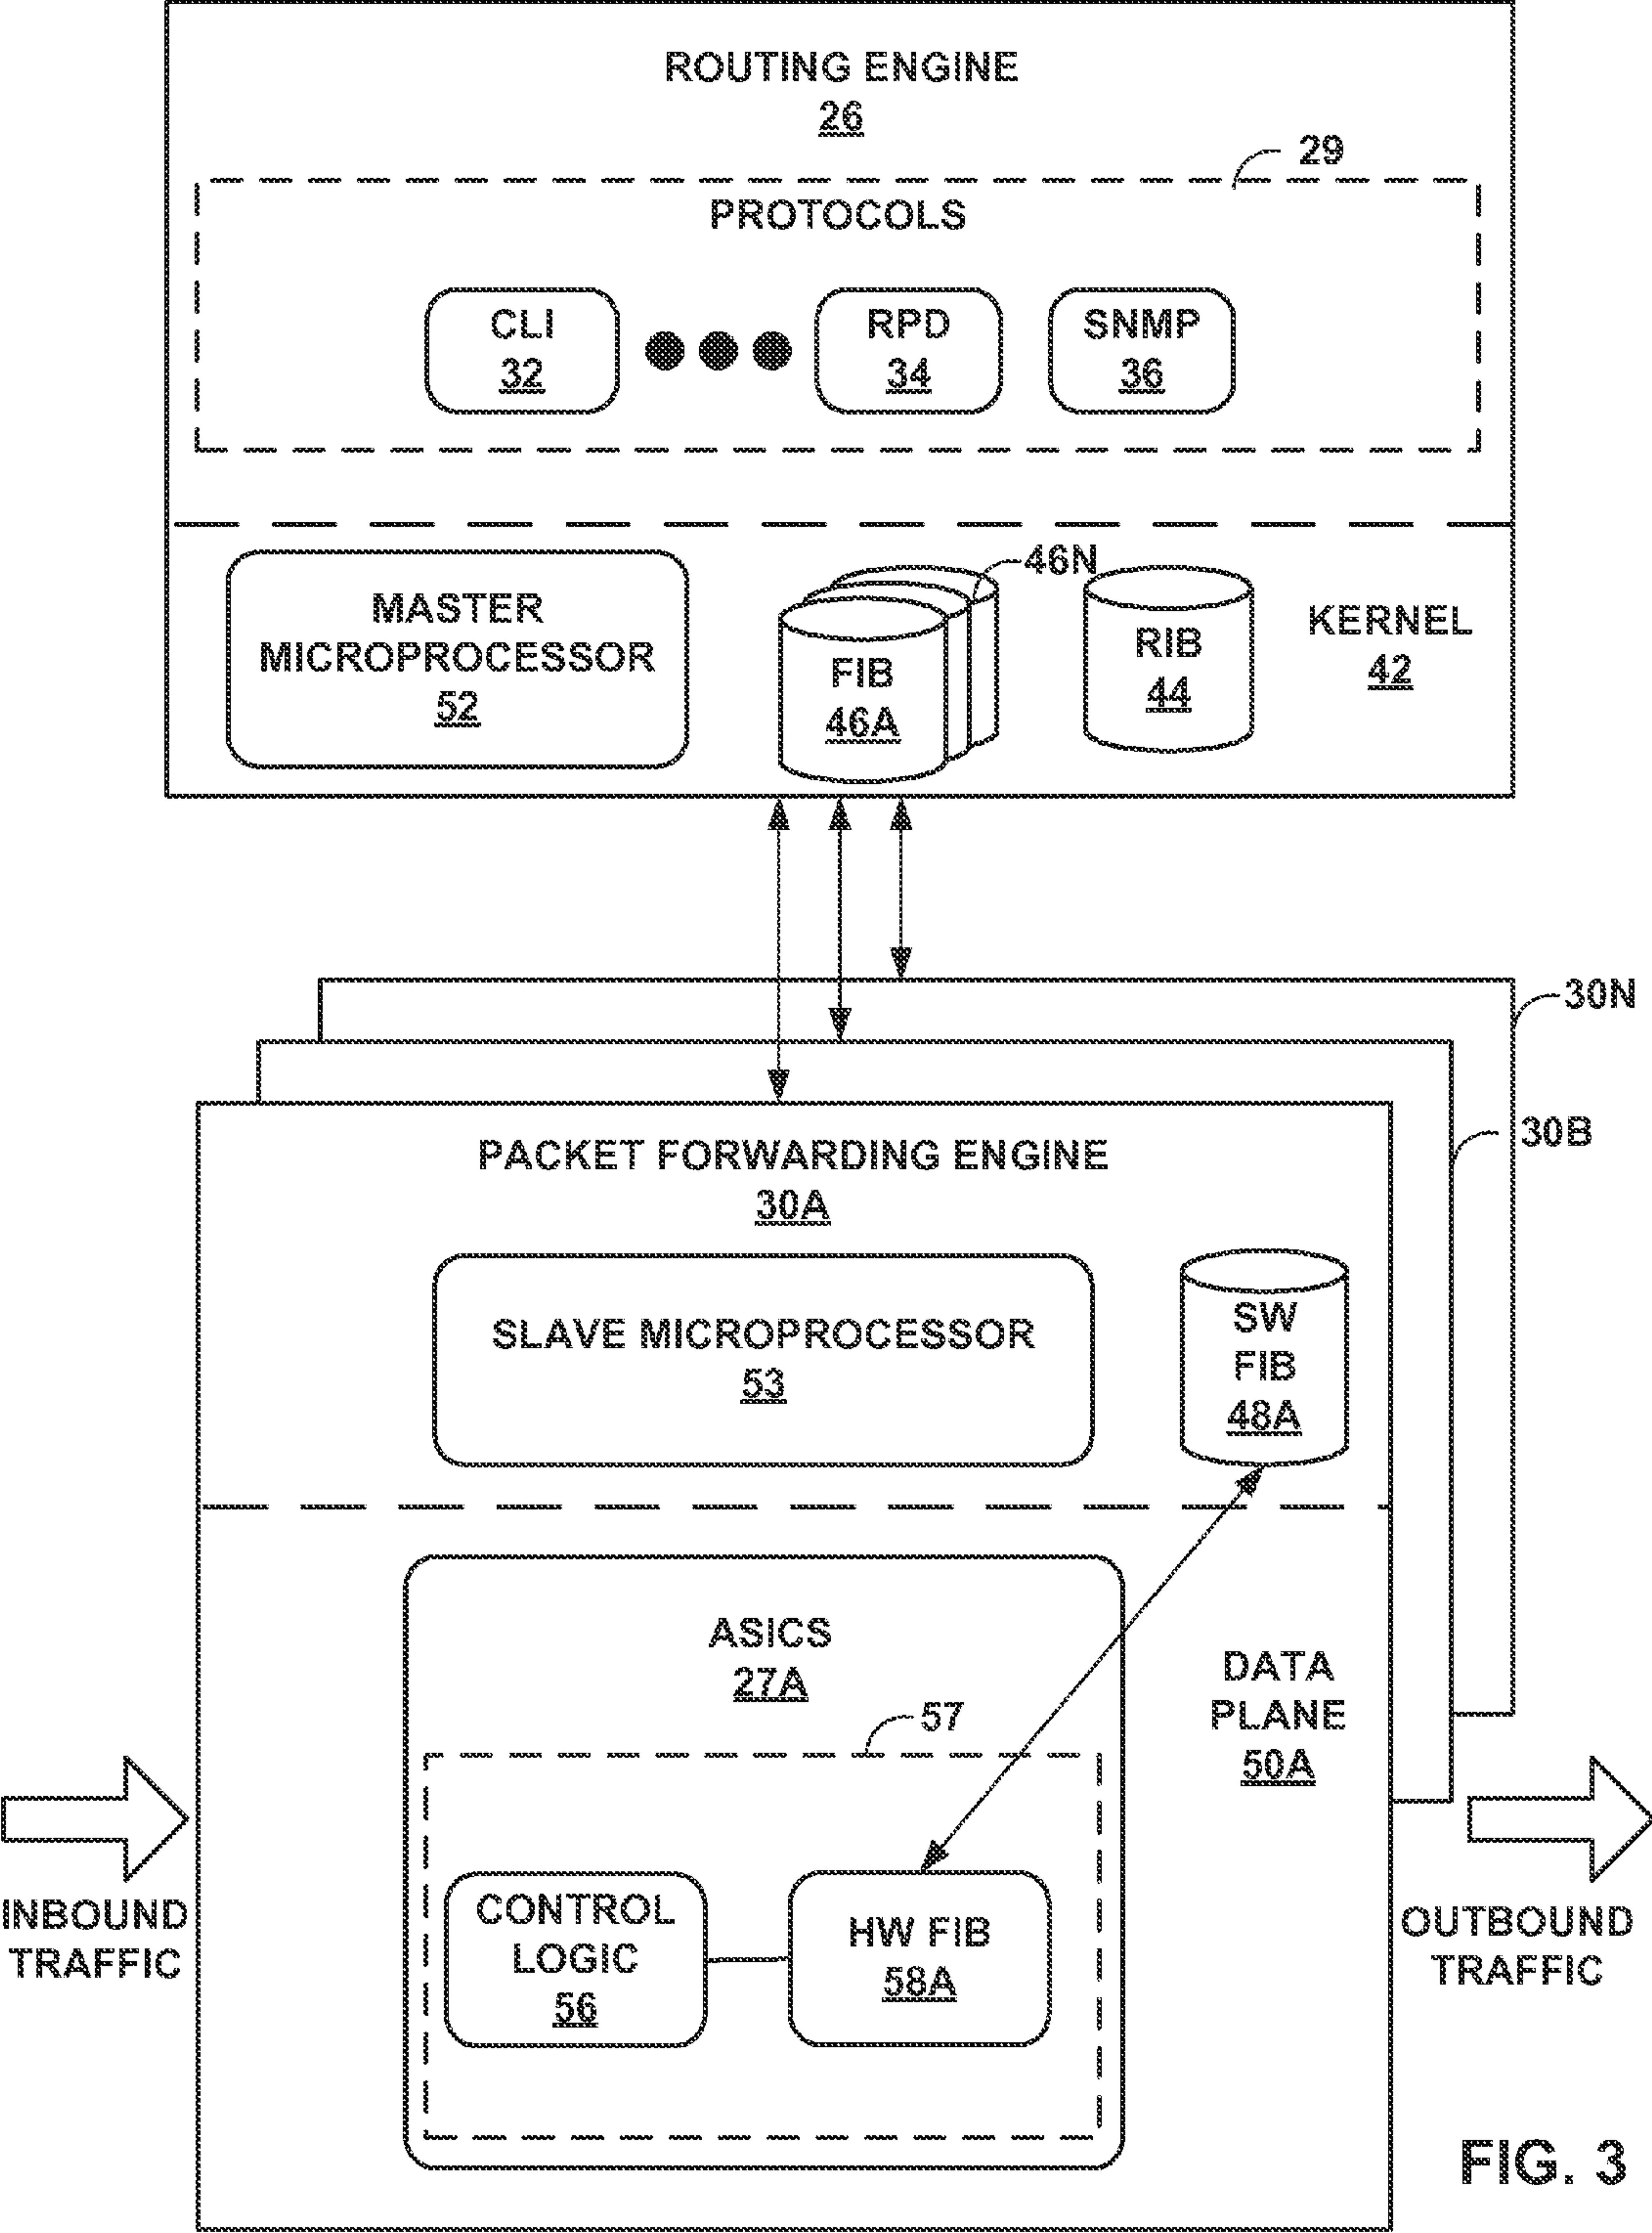 ROUTING ENGINE
26
29
PROTOCOLS
CLI
32
RPD
34
SNMP
36
MASTER
MICROPROCESSOR
52
46N
FIB
46A
RIB
44
KERNEL
42
30N
30B
PACKET FORWARDING ENGINE
30A
SLAVE MICROPROCESSOR
53
SW
FIB
48A
ASICS
27A
57
DATA
PLANE
50A
CONTROL
LOGIC
56
HW FIB
58A
INBOUND
TRAFFIC
OUTBOUND
TRAFFIC
FIG. 3